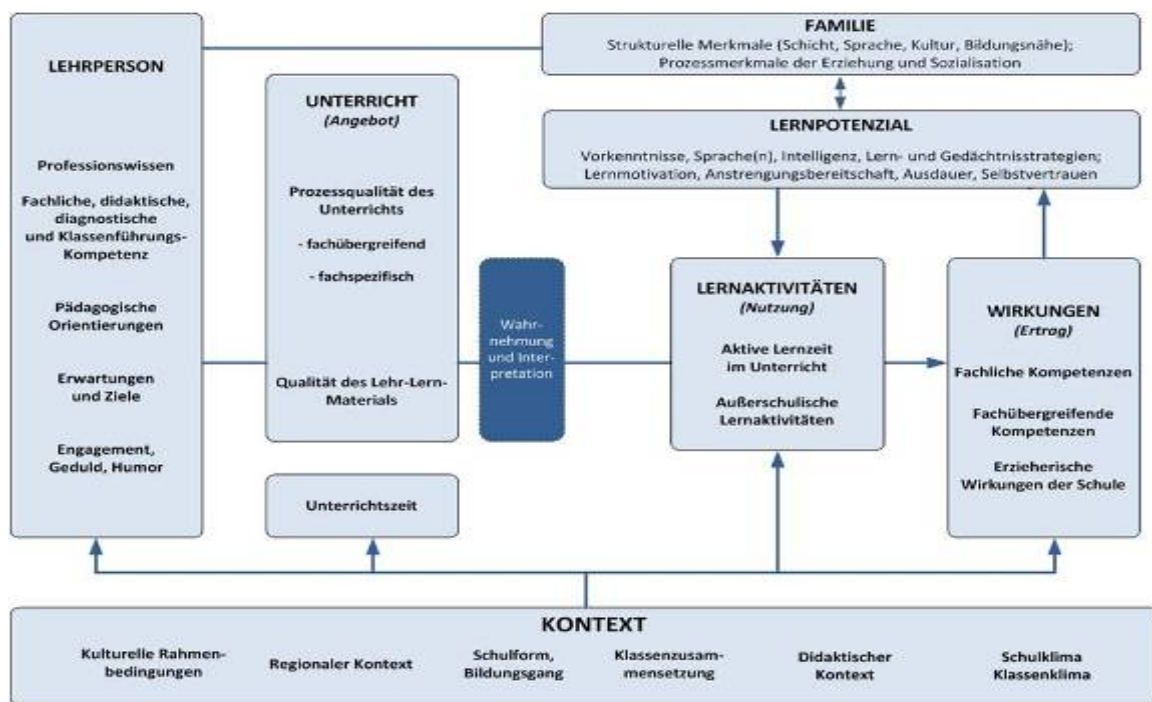 LEHRPERSON
Professionswissen
Fachliche, didaktische,
diagnostische
und Klassenführungs-
Kompetenz
Pädagogische
Orientierungen
Erwartungen
und Ziele
Engagement,
Geduld, Humor
UNTERRICHT
(Angebot)
Prozessqualität des
Unterrichts
- fachübergreifend
- fachspezifisch
Qualität des Lehr-Lern-
Materials
Unterrichtszeit
Wahr-
nehmung
und Inter-
pretation
FAMILIE
Strukturelle Merkmale (Schicht, Sprache, Kultur, Bildungsnähe);
Prozessmerkmale der Erziehung und Sozialisation
LERNPOTENZIAL
Vorkenntnisse, Sprache(n), Intelligenz, Lern- und Gedächtnisstrategien;
Lernmotivation, Anstrengungsbereitschaft, Ausdauer, Selbstvertrauen
LERNAKTIVITÄTEN
(Nutzung)
Aktive Lernzeit
im Unterricht
Außerschulische
Lernaktivitäten
WIRKUNGEN
(Ertrag)
Fachliche Kompetenzen
Fachübergreifende
Kompetenzen
Erzieherische
Wirkungen der Schule
KONTEXT
Kulturelle Rahmen-
bedingungen
Regionaler Kontext
Schulform,
Bildungsgang
Klassenzusam-
mensetzung
Didaktischer
Kontext
Schulklima
Klassenklima